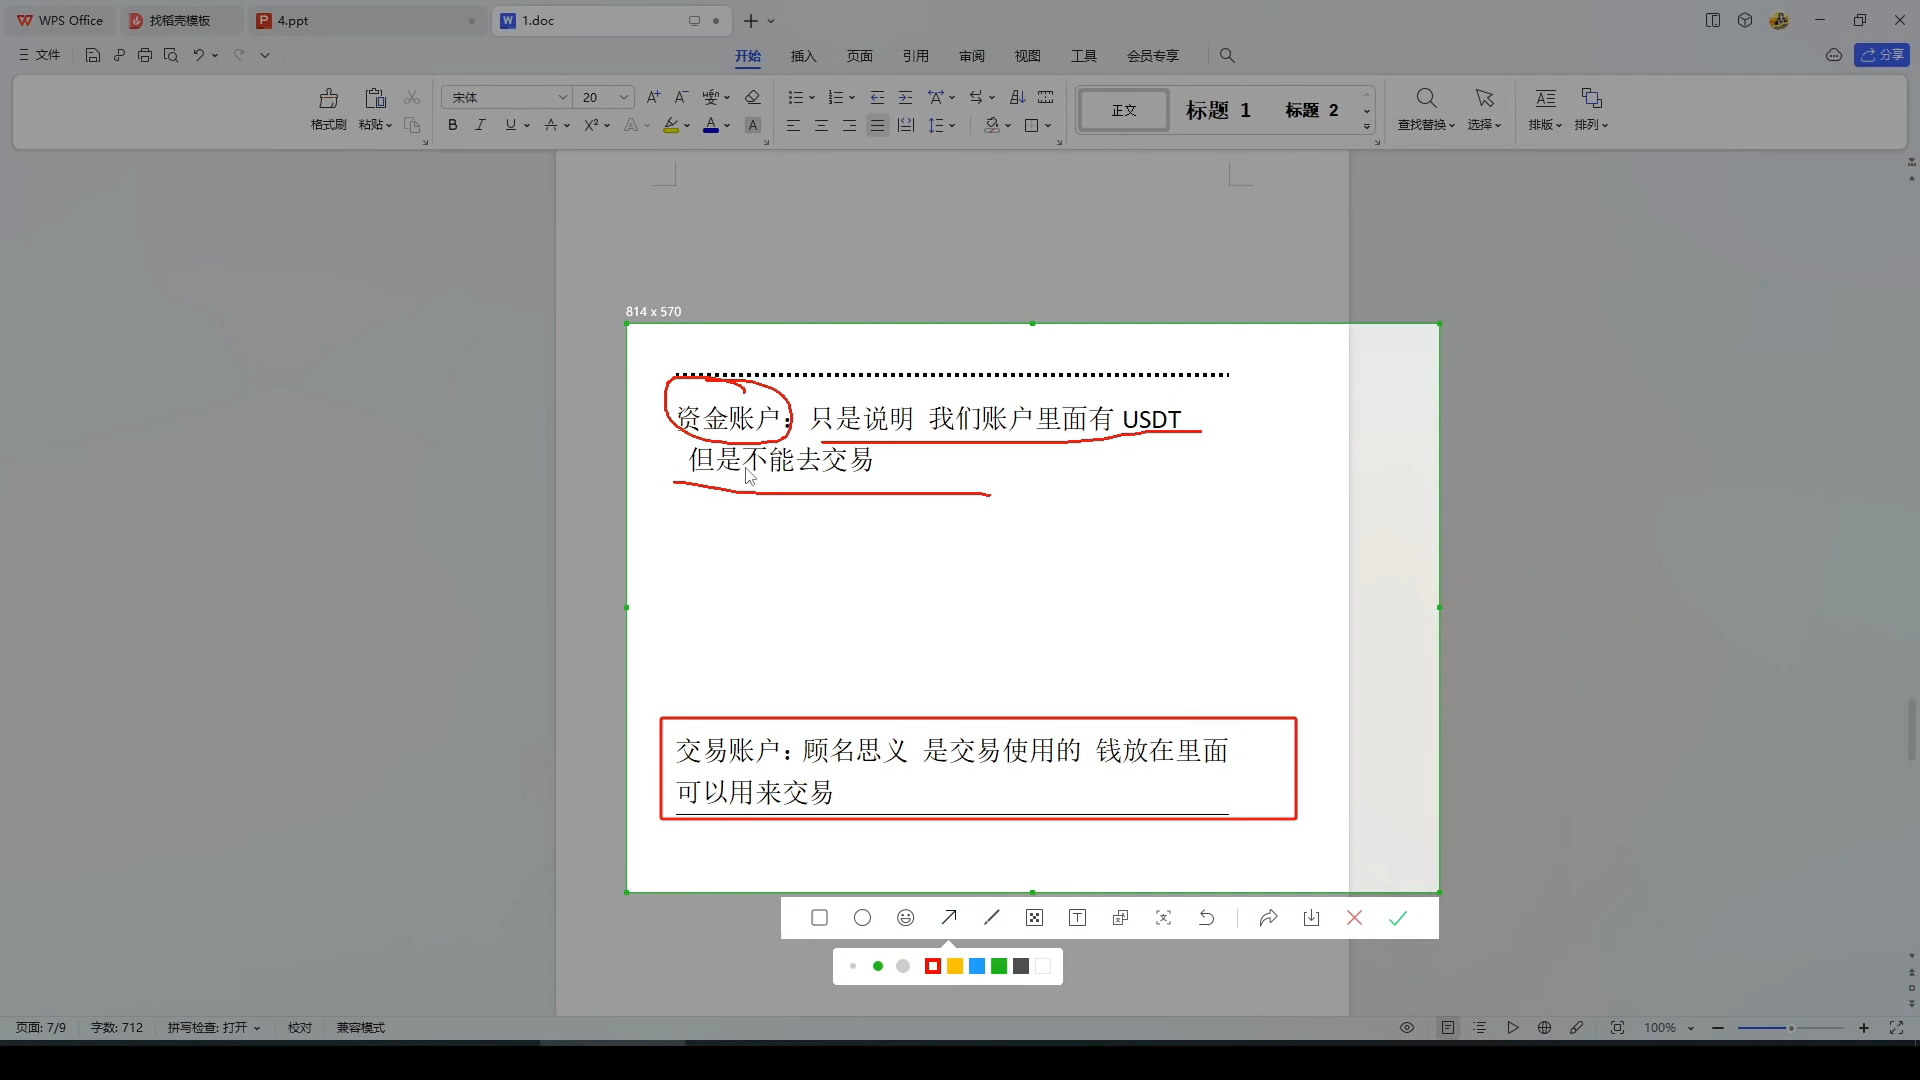 WPS Office 找稻壳模板 4.ppt 1.doc
文件 开始 插入 页面 引用 审阅 视图 工具 会员专享 分享
宋体 20 正文 标题 1 标题 2
格式刷 粘贴 查找替换 选择 排版 排列
814 x 570
资金账户：只是说明 我们账户里面有 USDT
但是不能去交易
交易账户：顾名思义 是交易使用的 钱放在里面
可以用来交易
页面: 7/9 字数: 712 拼写检查: 打开 校对 兼容模式 100%